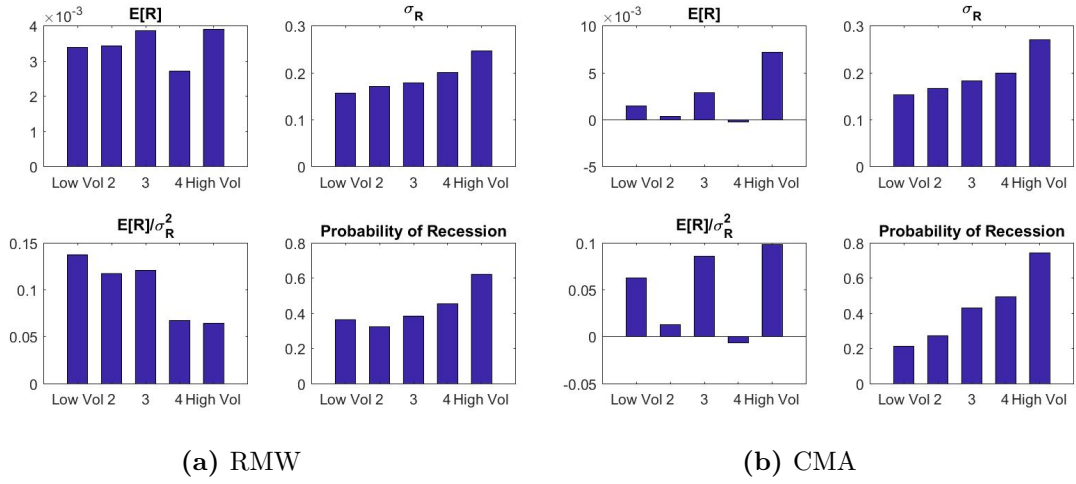 E[R]
×10⁻³
4
3
2
1
0
Low Vol 2 3 4 High Vol
σ_R
0.3
0.2
0.1
0
Low Vol 2 3 4 High Vol
E[R]/σ²_R
0.15
0.1
0.05
0
Low Vol 2 3 4 High Vol
Probability of Recession
0.8
0.6
0.4
0.2
0
Low Vol 2 3 4 High Vol
(a) RMW
E[R]
×10⁻³
10
5
0
-5
Low Vol 2 3 4 High Vol
σ_R
0.3
0.2
0.1
0
Low Vol 2 3 4 High Vol
E[R]/σ²_R
0.1
0.05
0
-0.05
Low Vol 2 3 4 High Vol
Probability of Recession
0.8
0.6
0.4
0.2
0
Low Vol 2 3 4 High Vol
(b) CMA